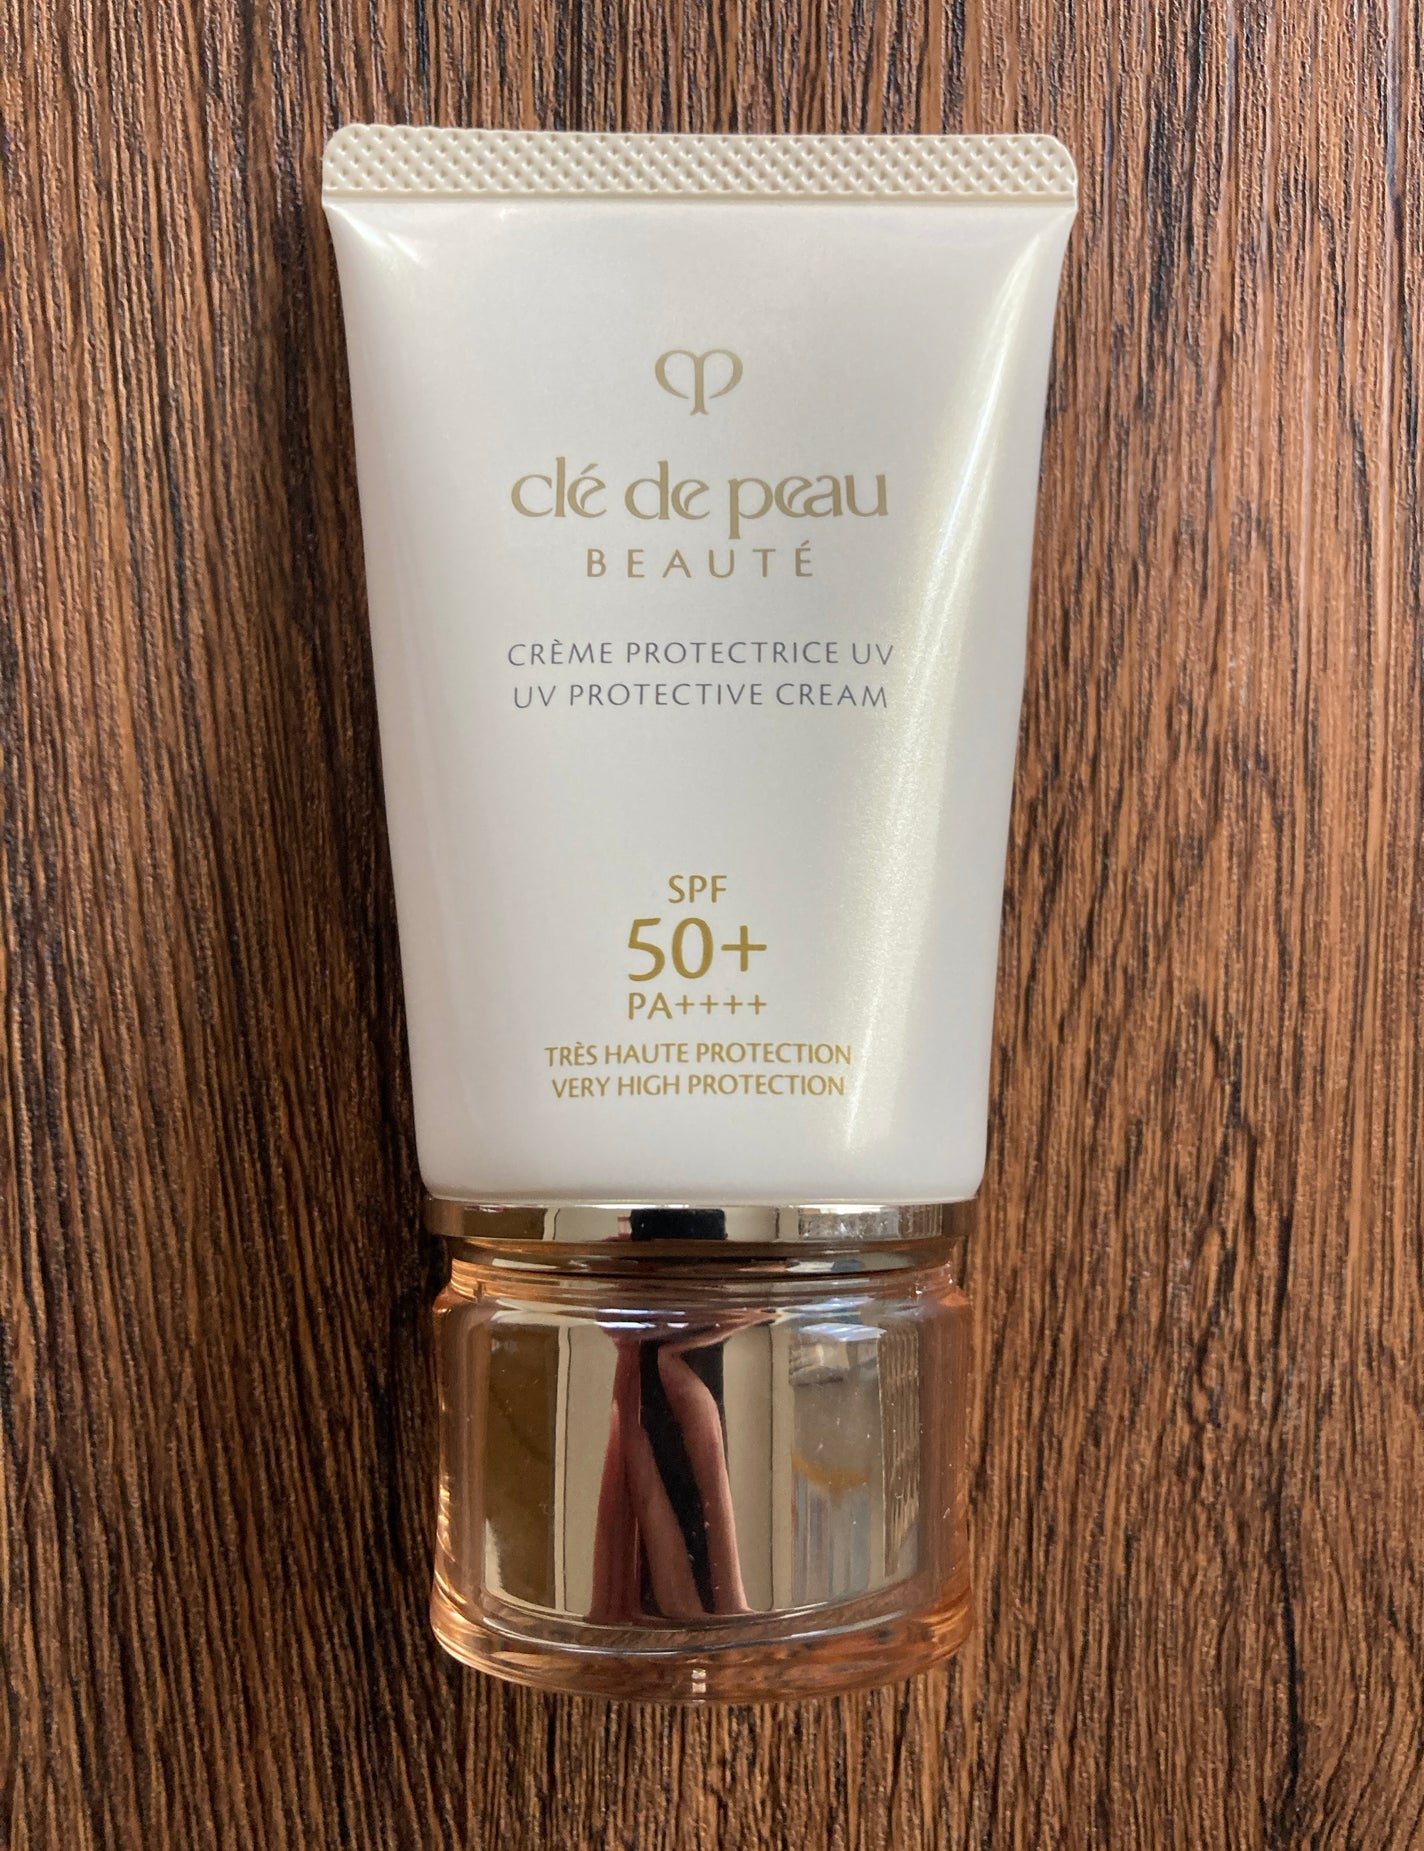 clé de peau
BEAUTÉ
CRÈME PROTECTRICE UV
UV PROTECTIVE CREAM
SPF
50+
PA++++
TRÈS HAUTE PROTECTION
VERY HIGH PROTECTION